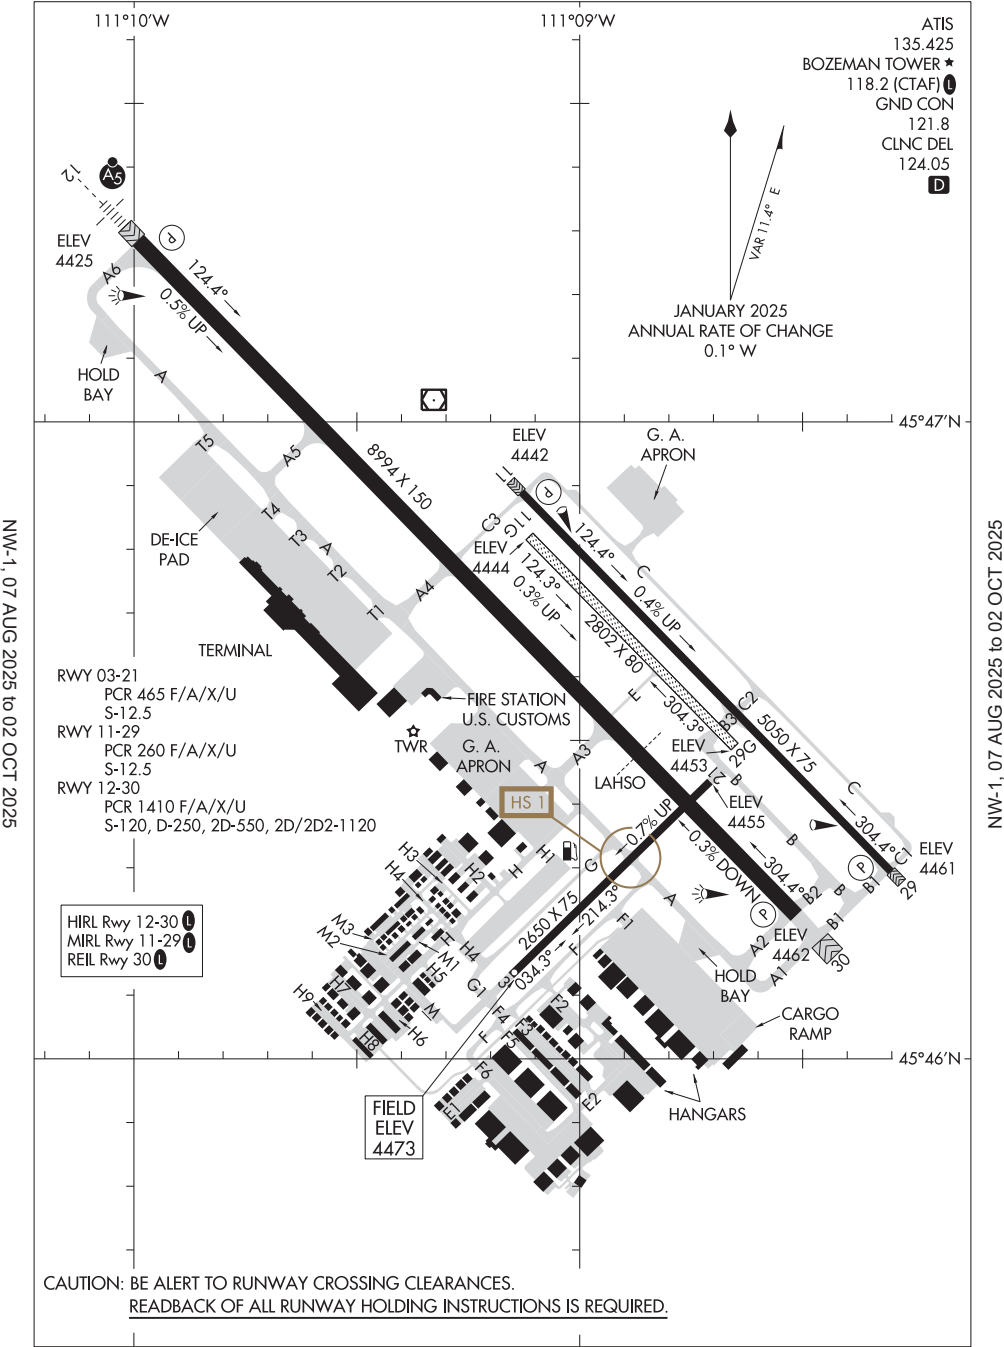 111°10'W
111°09'W
ATIS
135.425
BOZEMAN TOWER ★
118.2 (CTAF) L
GND CON
121.8
CLNC DEL
124.05
D
12
A5
P
ELEV
4425
A6
124.4°
0.5% UP
VAR 11.4° E
JANUARY 2025
ANNUAL RATE OF CHANGE
0.1° W
HOLD
BAY
A
45°47'N
T5
A5
8994 X 150
ELEV
4442
G. A.
APRON
11
P
C3
11G
124.4°
C
DE-ICE
PAD
T4
T3
A
T2
ELEV
4444
124.3°
0.3% UP
0.4% UP
2802 X 80
T1
A4
TERMINAL
E
304.3°
B3
C2
5050 X 75
RWY 03-21
PCR 465 F/A/X/U
S-12.5
RWY 11-29
PCR 260 F/A/X/U
S-12.5
RWY 12-30
PCR 1410 F/A/X/U
S-120, D-250, 2D-550, 2D/2D2-1120
FIRE STATION
U.S. CUSTOMS
TWR
G. A.
APRON
A
A3
LAHSO
ELEV
4453
29G
B
21
ELEV
4455
C
HS 1
0.7% UP
0.3% DOWN
304.4°
B
304.4°
C1
ELEV
4461
29
P
B1
B
B2
H3
H4
H2
H
H1
G
A
2650 X 75
214.3°
034.3°
3
F
F1
P
A2
ELEV
4462
B1
30
A1
HIRL Rwy 12-30 L
MIRL Rwy 11-29 L
REIL Rwy 30 L
M3
M2
H
M1
H4
H5
G1
M
H7
H9
H8
H6
HOLD
BAY
CARGO
RAMP
F2
F4
F3
F5
F
F6
E1
E2
45°46'N
HANGARS
FIELD
ELEV
4473
CAUTION: BE ALERT TO RUNWAY CROSSING CLEARANCES.
READBACK OF ALL RUNWAY HOLDING INSTRUCTIONS IS REQUIRED.
NW-1, 07 AUG 2025 to 02 OCT 2025
NW-1, 07 AUG 2025 to 02 OCT 2025